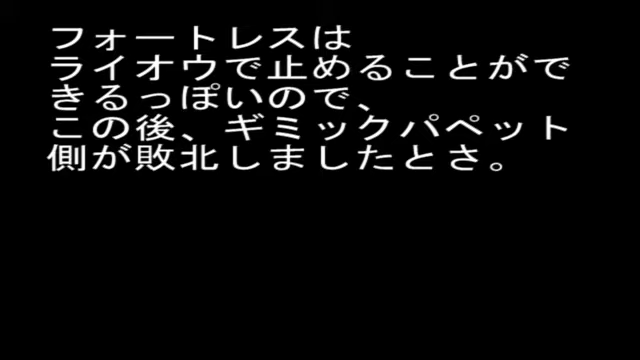 フォートレスは
ライオウで止めることがで
きるっぽいので、
この後、ギミックパペット
側が敗北しましたとさ。